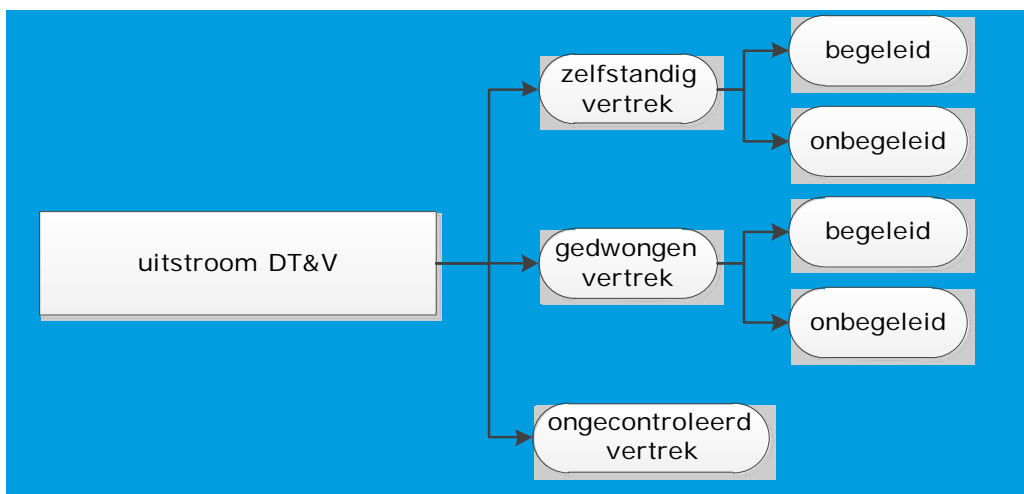 uitstroom DT&V
zelfstandig
vertrek
begeleid
onbegeleid
gedwongen
vertrek
begeleid
onbegeleid
ongecontroleerd
vertrek